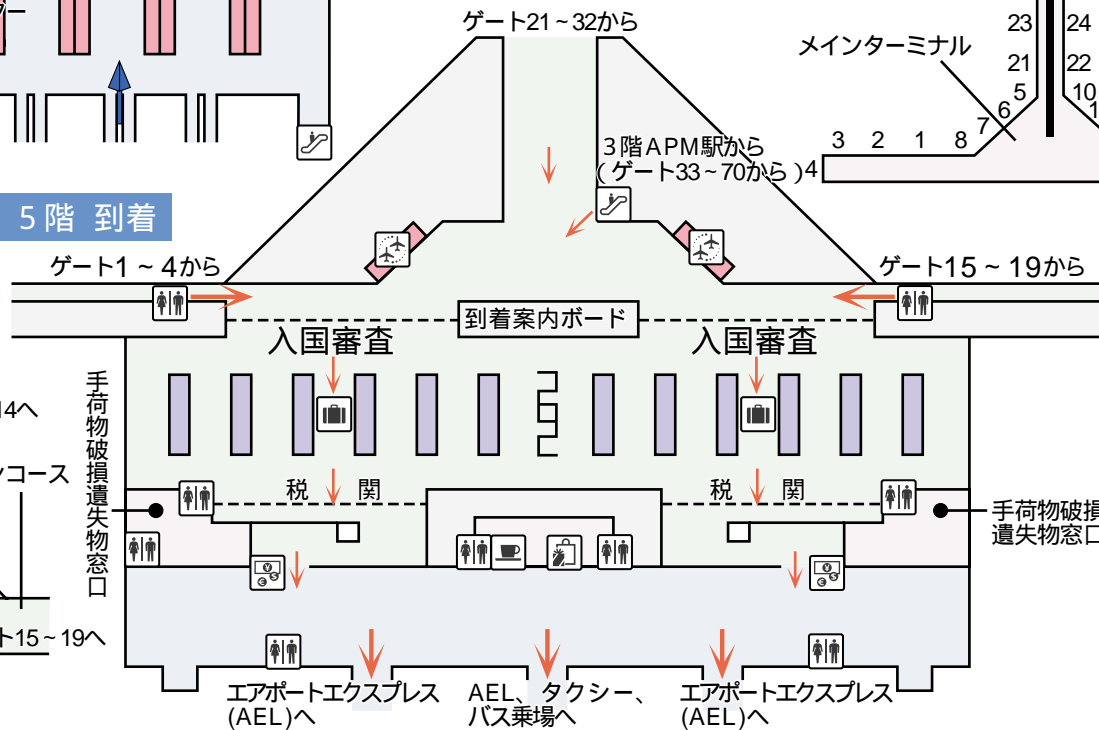 ゲート21~32から
メインターミナル
23
24
21
22
5
10
6
7
3
2
1
8
4
3階APM駅から
(ゲート33~70から)
5階 到着
ゲート1~4から
ゲート15~19から
到着案内ボード
入国審査
入国審査
手荷物破損遺失物窓口
14へ
コース
税関
税関
手荷物破損
遺失物窓口
ト15~19へ
エアポートエクスプレス
(AEL)へ
AEL、タクシー、
バス乗場へ
エアポートエクスプレス
(AEL)へ